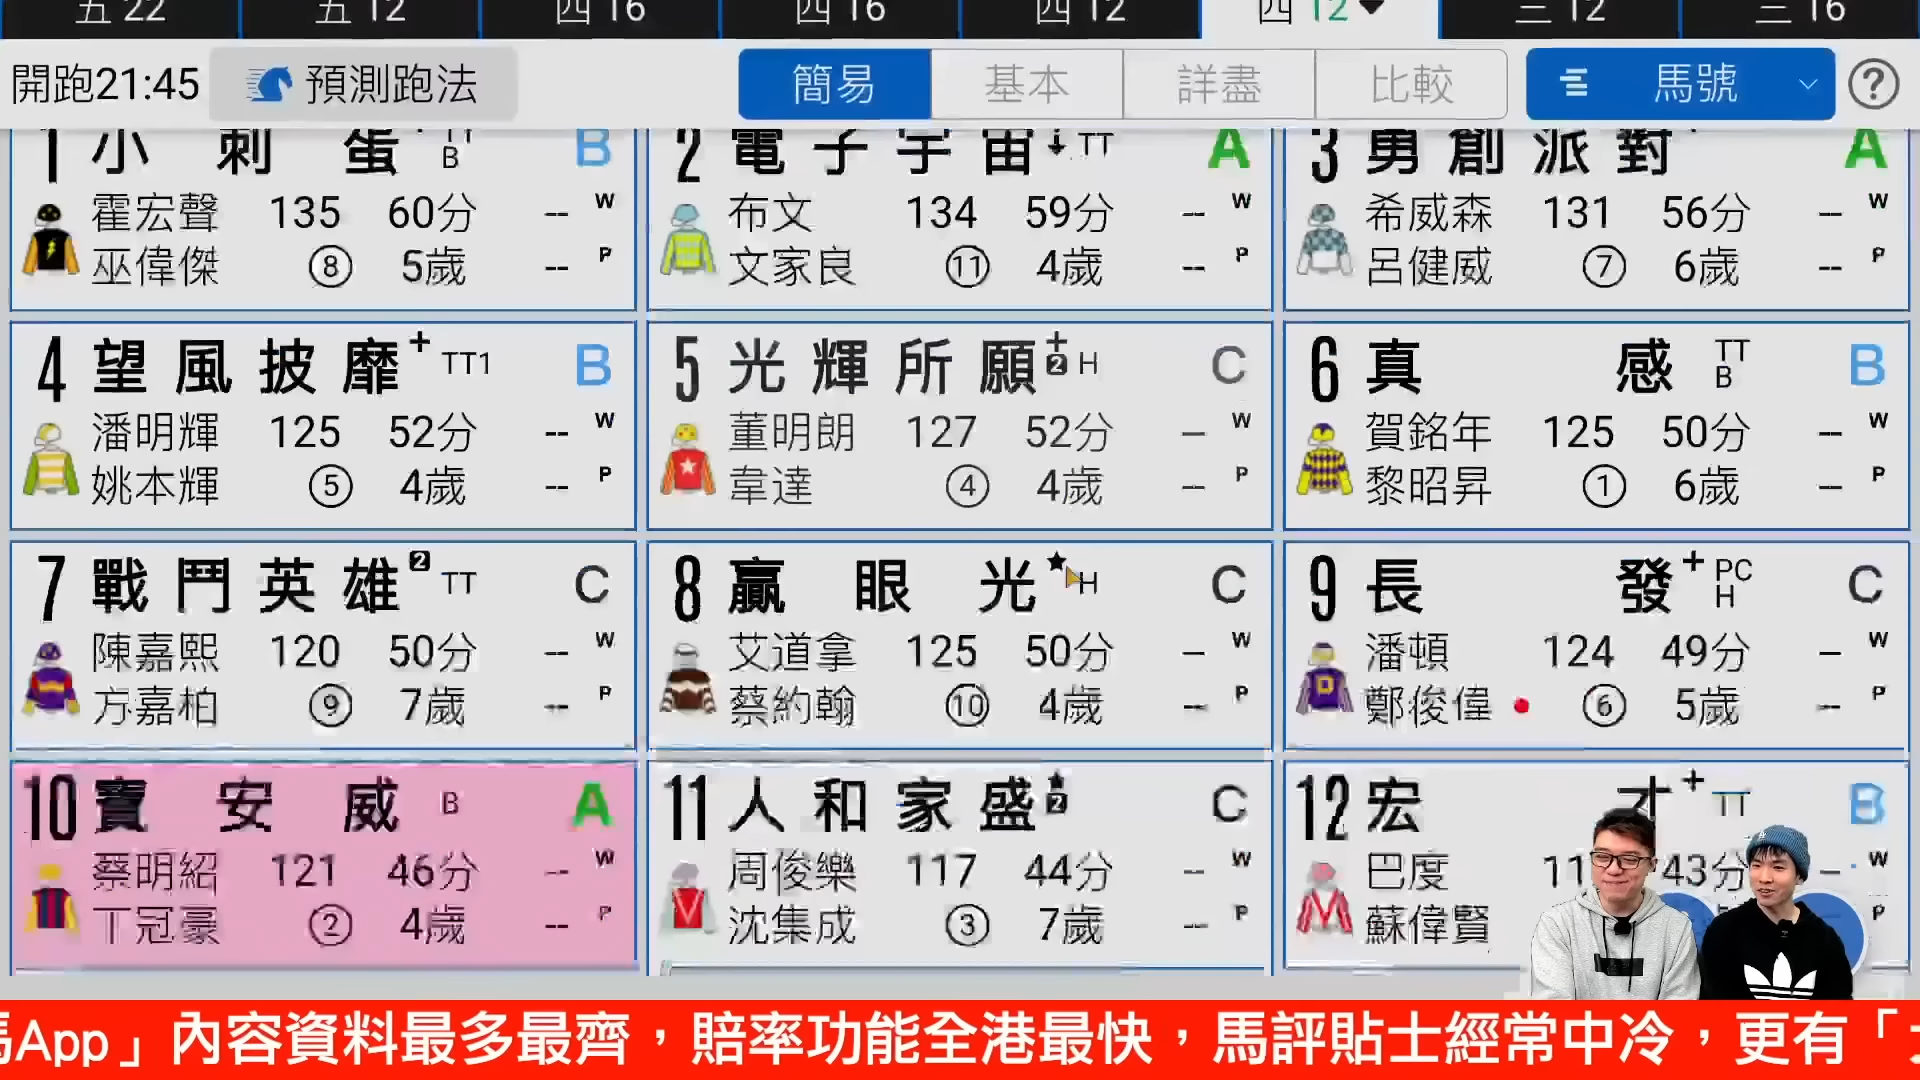 五 22 五 12 四 16 四 16 四 12 四 12 三 12 三 16
開跑21:45 預測跑法 簡易 基本 詳盡 比較 馬號 ?
1 小刺蛋 + TT B B
霍宏聲 135 60分 -- W
巫偉傑 8 5歲 -- P
2 電子宇宙 TT A
布文 134 59分 -- W
文家良 11 4歲 -- P
3 勇創派對 A
希威森 131 56分 -- W
呂健威 7 6歲 -- P
4 望風披靡 + TT1 B
潘明輝 125 52分 -- W
姚本輝 5 4歲 -- P
5 光輝所願 + 2 H C
董明朗 127 52分 -- W
韋達 4 4歲 -- P
6 真感 TT B B
賀銘年 125 50分 -- W
黎昭昇 1 6歲 -- P
7 戰鬥英雄 2 TT C
陳嘉熙 120 50分 -- W
方嘉柏 9 7歲 -- P
8 贏眼光 ★ H C
艾道拿 125 50分 -- W
蔡約翰 10 4歲 -- P
9 長發 + PC H C
潘頓 124 49分 -- W
鄭俊偉 6 5歲 -- P
10 寶安威 B A
蔡明紹 121 46分 -- W
丁冠豪 2 4歲 -- P
11 人和家盛 ★ 2 C
周俊樂 117 44分 -- W
沈集成 3 7歲 -- P
12 宏才 + TT B
巴度 43分 -- W
蘇偉賢 P
App」內容資料最多最齊，賠率功能全港最快，馬評貼士經常中冷，更有「